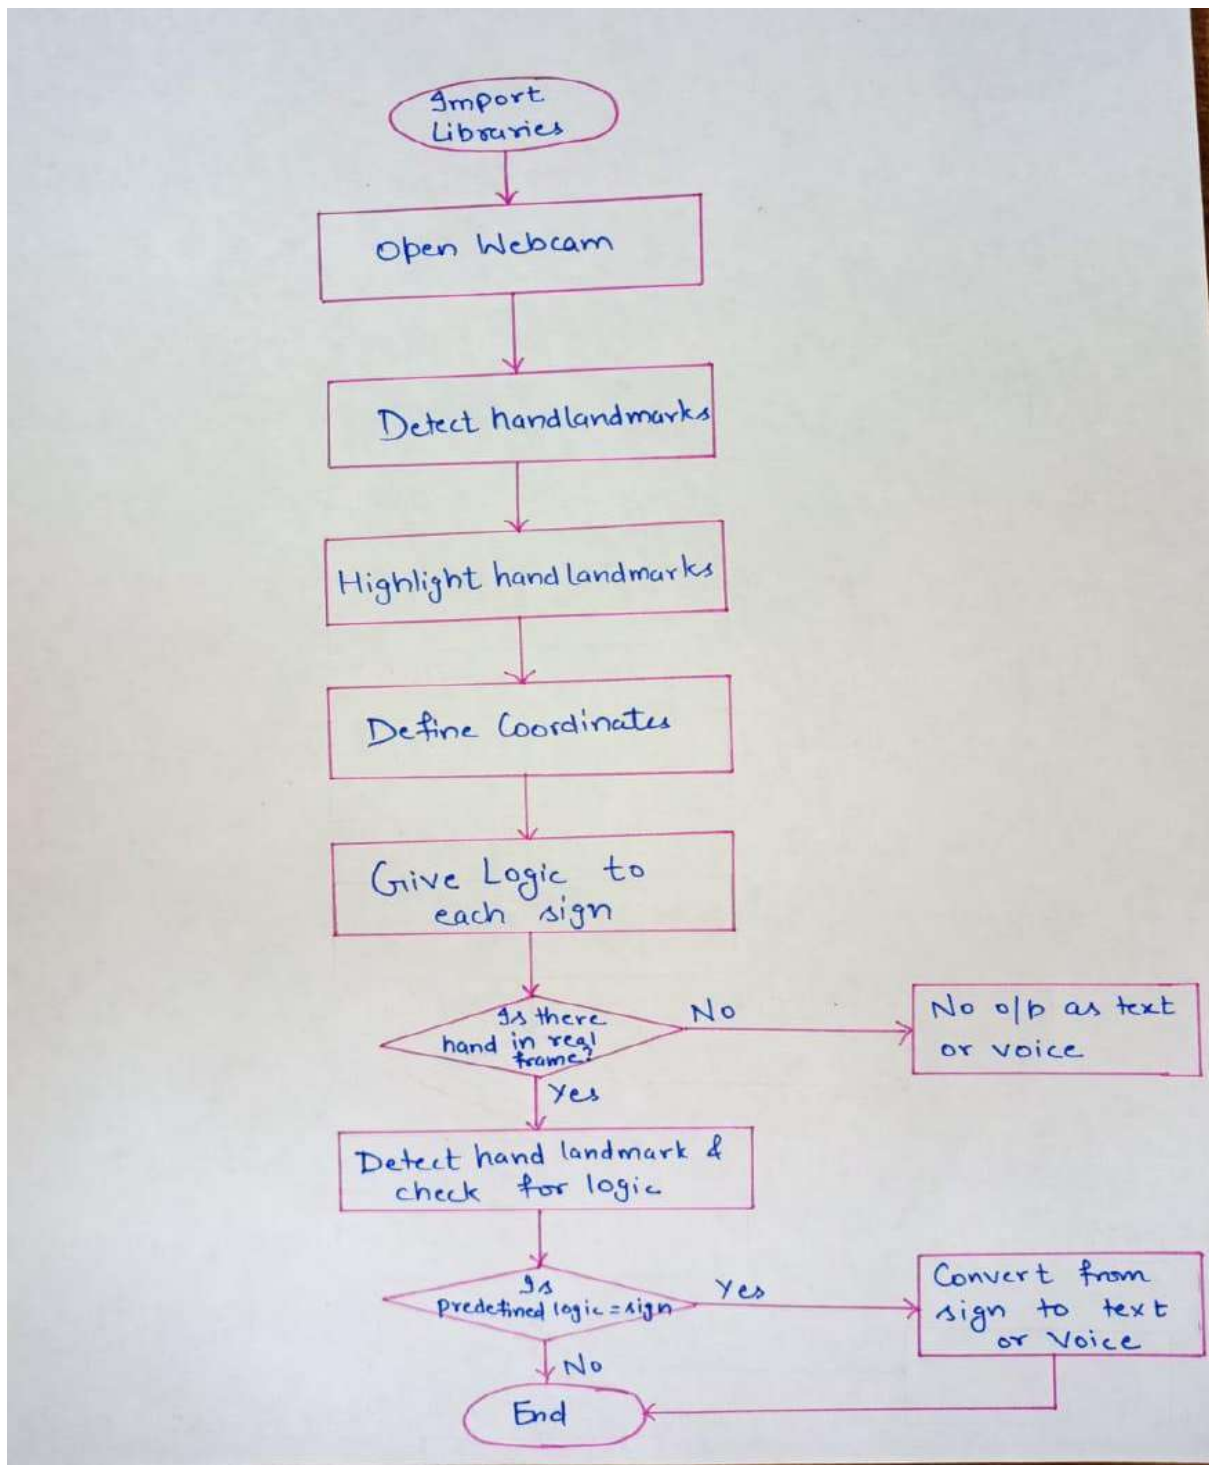 Import
Libraries
Open Webcam
Detect handlandmarks
Highlight hand landmarks
Define Coordinates
Give Logic to
each sign
Is there
hand in real
frame?
No
No o/p as text
or voice
Yes
Detect hand landmark &
check for logic
Is
predefined logic = sign
Yes
Convert from
sign to text
or Voice
No
End